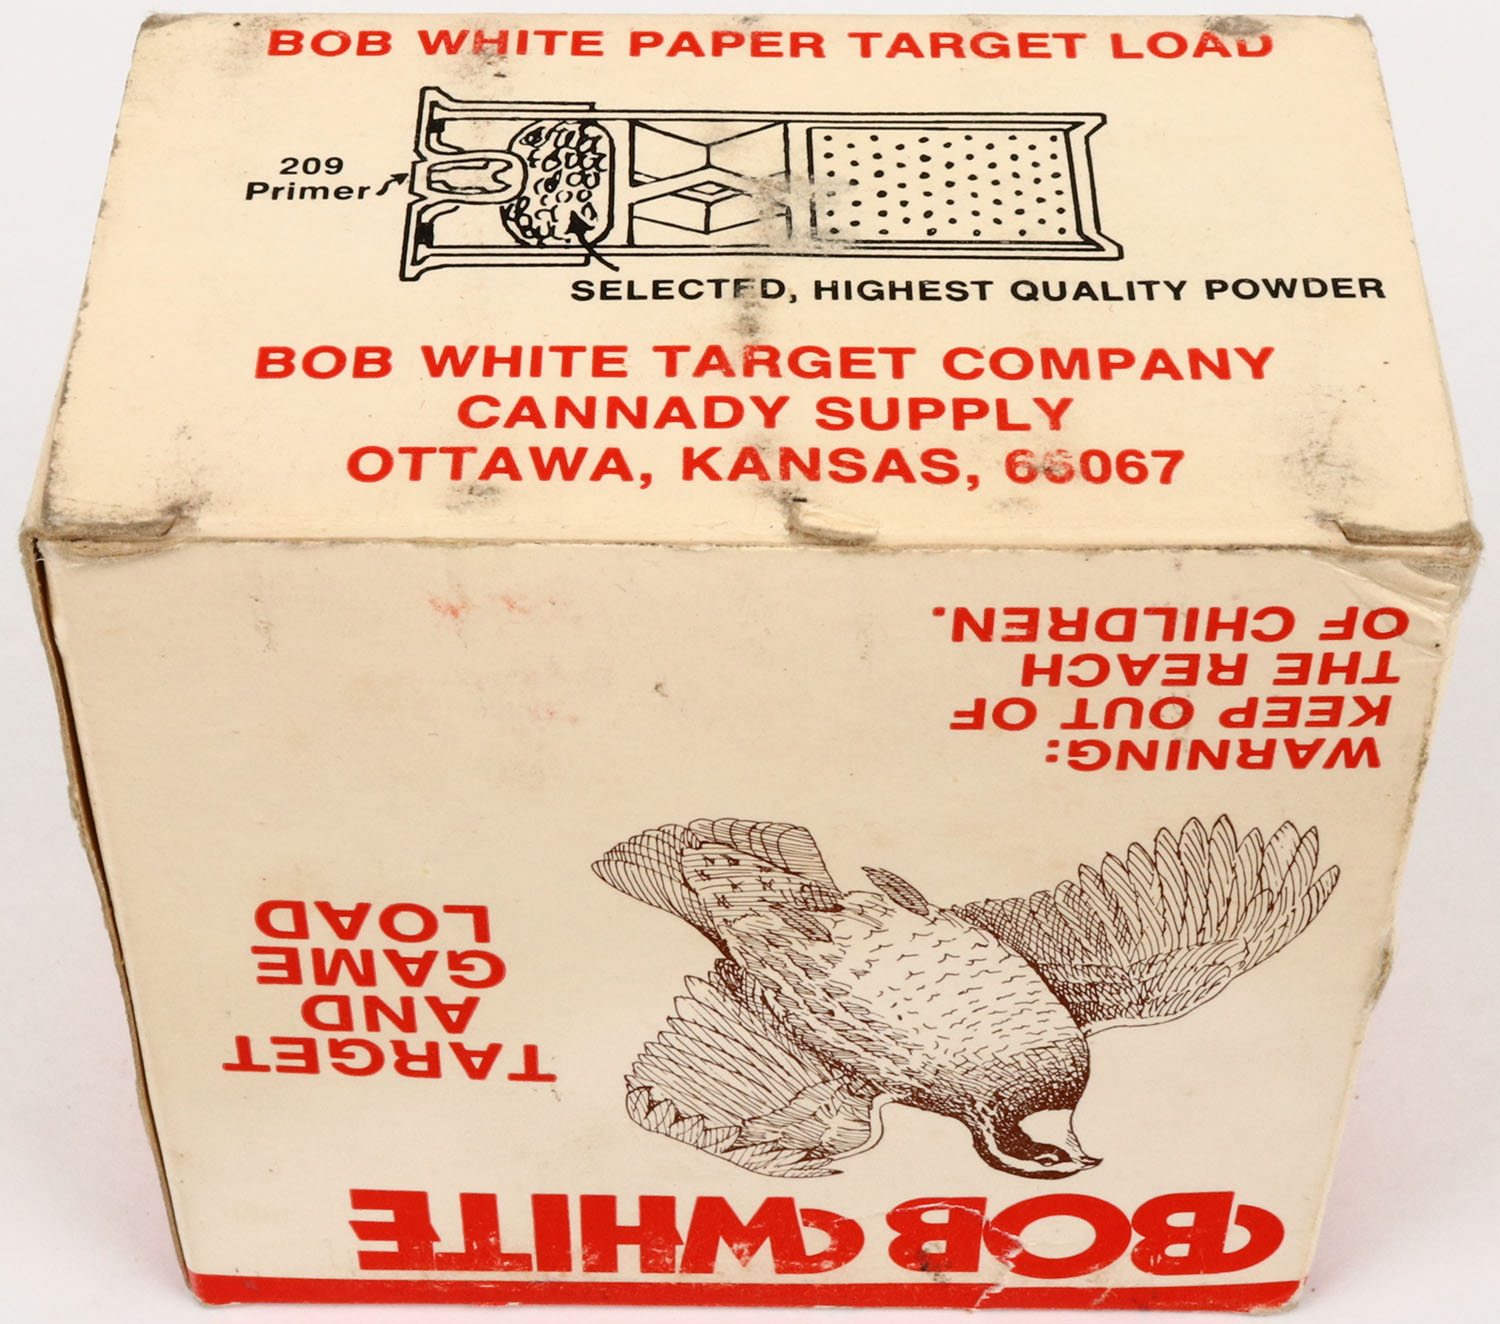 BOB WHITE PAPER TARGET LOAD
209
Primer
SELECTED, HIGHEST QUALITY POWDER
BOB WHITE TARGET COMPANY
CANNADY SUPPLY
OTTAWA, KANSAS, 66067
BOB WHITE
TARGET
AND
GAME
LOAD
WARNING:
KEEP OUT OF
THE REACH
OF CHILDREN.